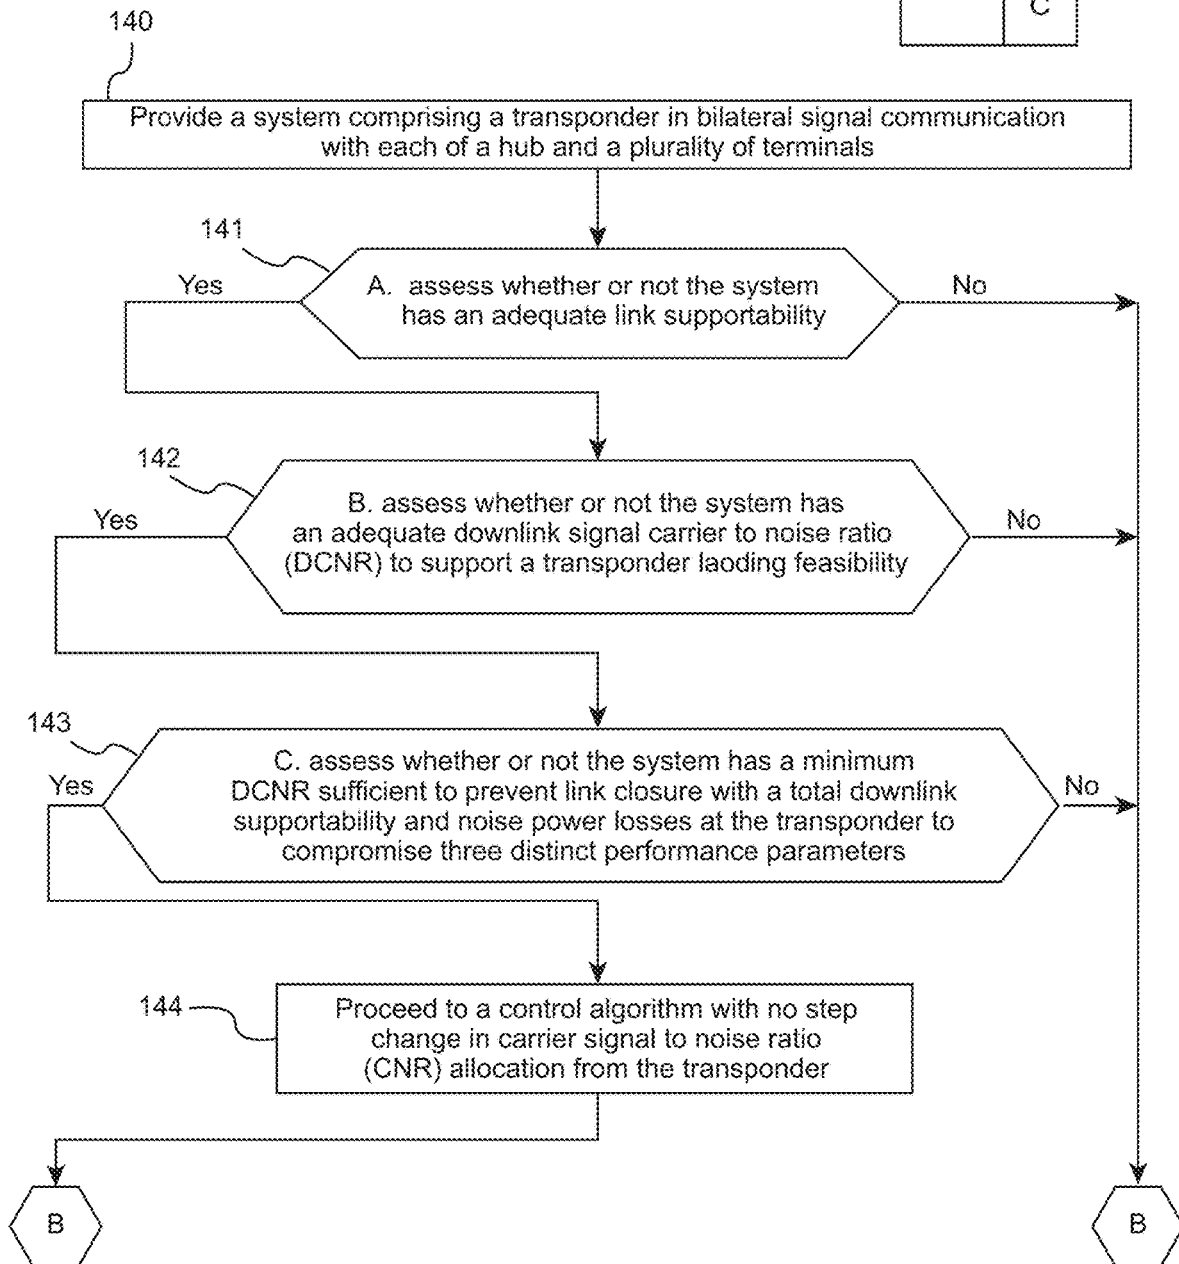 C
140
Provide a system comprising a transponder in bilateral signal communication
with each of a hub and a plurality of terminals
141
Yes
A. assess whether or not the system
has an adequate link supportability
No
142
Yes
B. assess whether or not the system has
an adequate downlink signal carrier to noise ratio
(DCNR) to support a transponder laoding feasibility
No
143
Yes
C. assess whether or not the system has a minimum
DCNR sufficient to prevent link closure with a total downlink
supportability and noise power losses at the transponder to
compromise three distinct performance parameters
No
144
Proceed to a control algorithm with no step
change in carrier signal to noise ratio
(CNR) allocation from the transponder
B
B